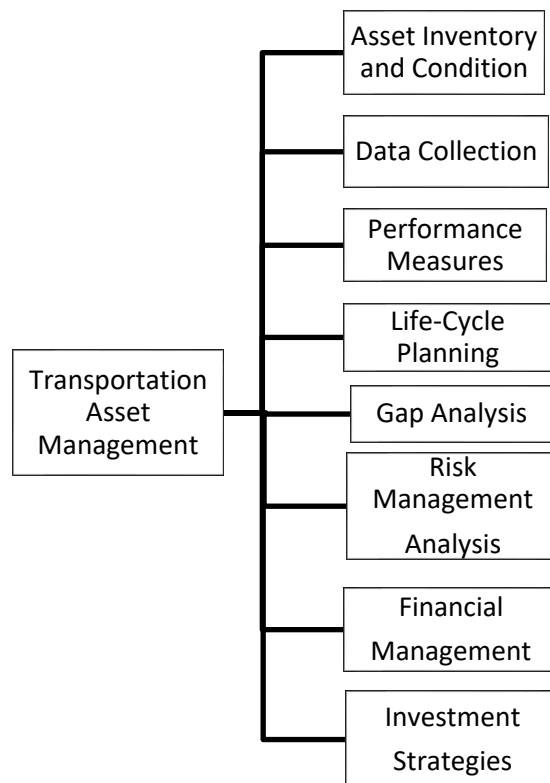 Asset Inventory
and Condition
Data Collection
Performance
Measures
Life-Cycle
Planning
Transportation
Asset
Management
Gap Analysis
Risk
Management
Analysis
Financial
Management
Investment
Strategies